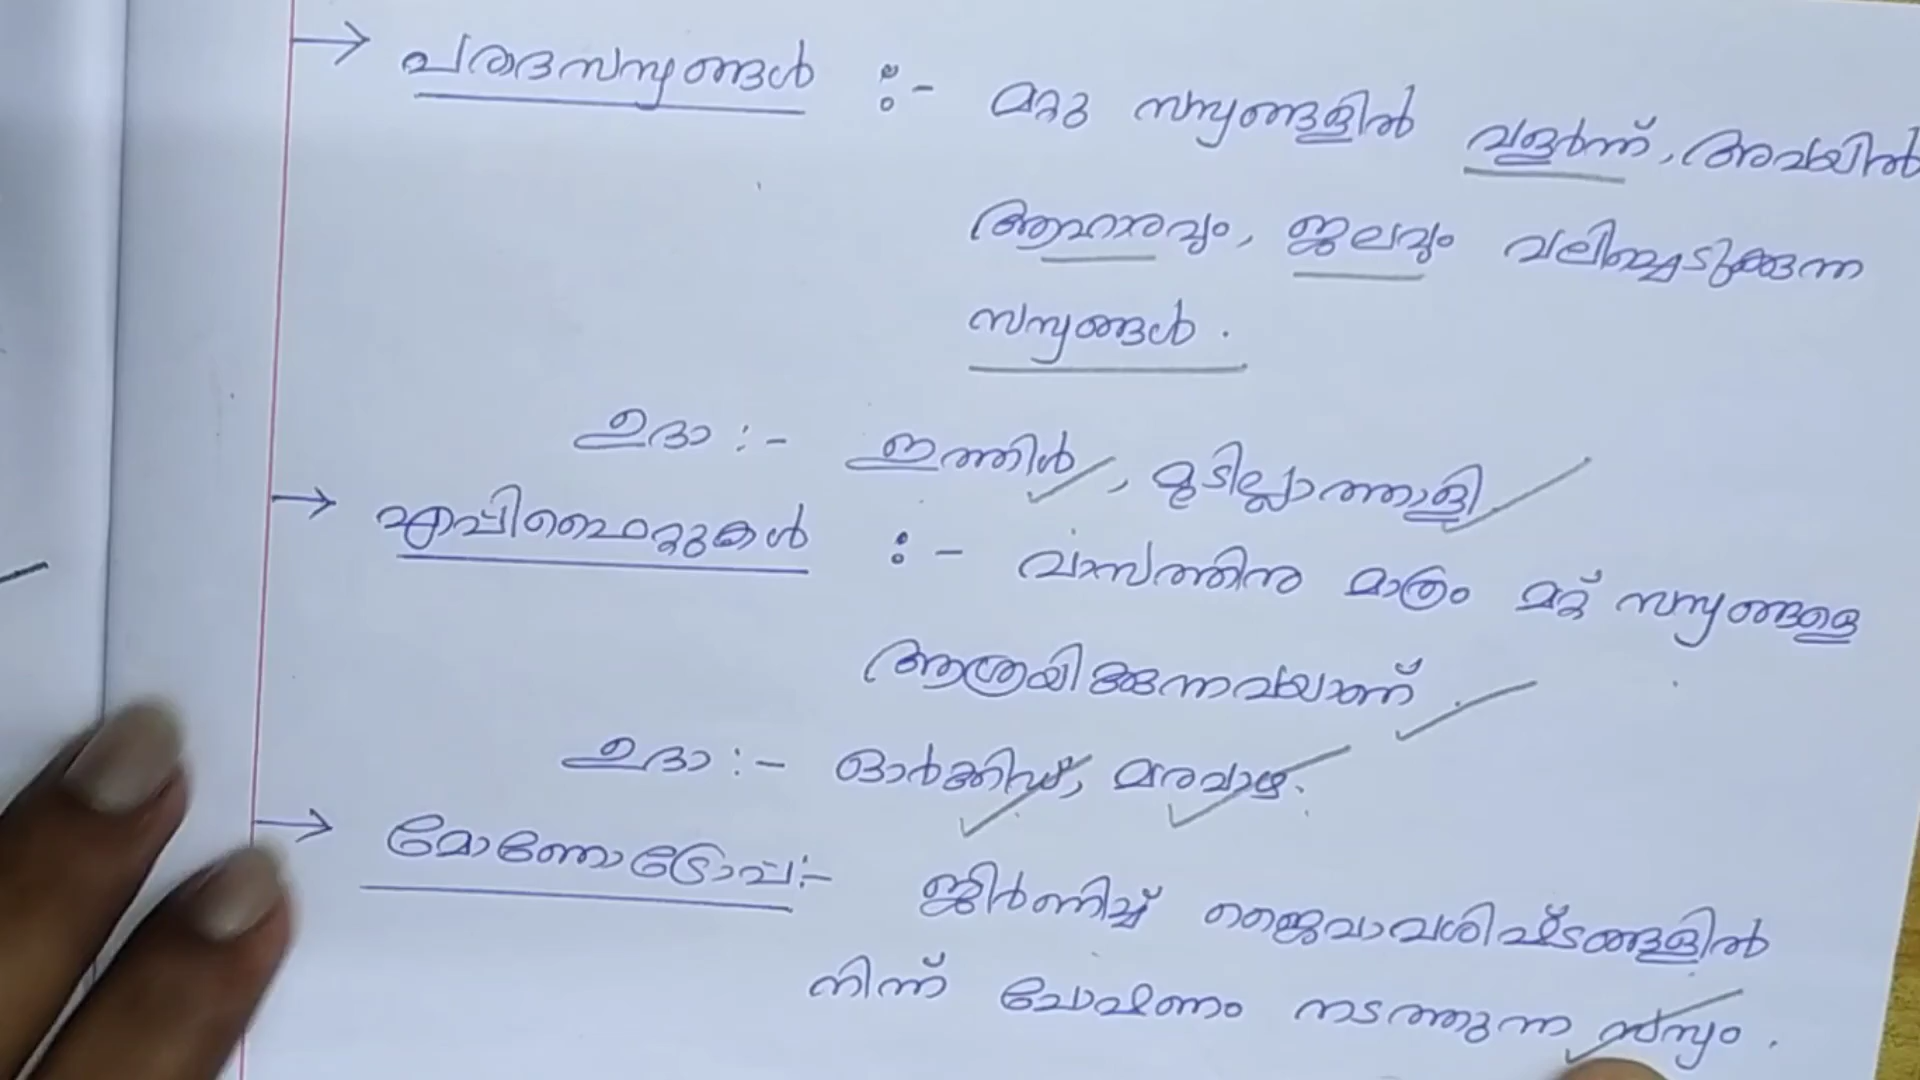 → പരാദസസ്യങ്ങൾ :- മറ്റു സസ്യങ്ങളിൽ വളർന്ന്, അവയിൽ
ആഹാരവും, ജലവും വലിച്ചെടുക്കുന്ന
സസ്യങ്ങൾ.
ഉദാ :- ഇത്തിൾ, മൂടില്ലാത്താളി
→ എപ്പിഫൈറ്റുകൾ :- വാസത്തിനു മാത്രം മറ്റ് സസ്യങ്ങളെ
ആശ്രയിക്കുന്നവയാണ്.
ഉദാ :- ഓർക്കിഡ്, മരവാഴ.
→ മോണോട്രോപ :- ജീർണിച്ച ജൈവാവശിഷ്ടങ്ങളിൽ
നിന്ന് പോഷണം നടത്തുന്ന സസ്യം.